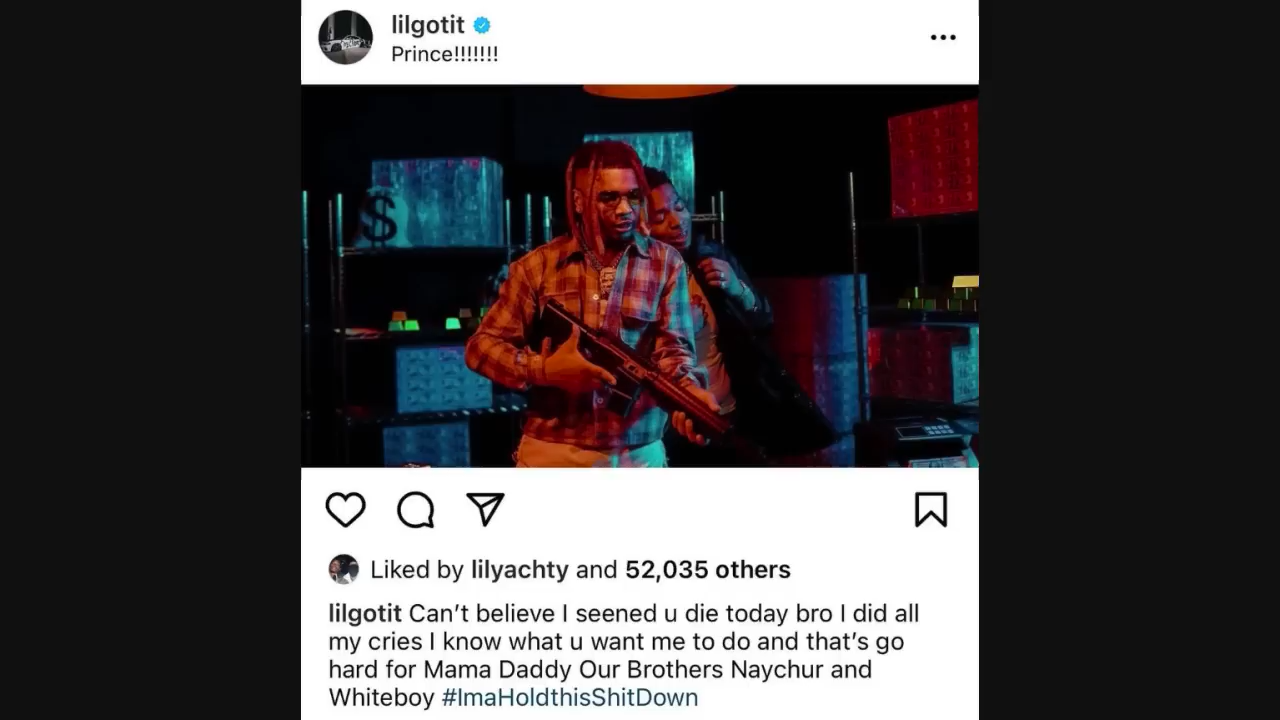 lilgotit
Prince!!!!!!!
$
Liked by lilyachty and 52,035 others
lilgotit Can’t believe I seened u die today bro I did all
my cries I know what u want me to do and that’s go
hard for Mama Daddy Our Brothers Naychur and
Whiteboy #ImaHoldthisShitDown